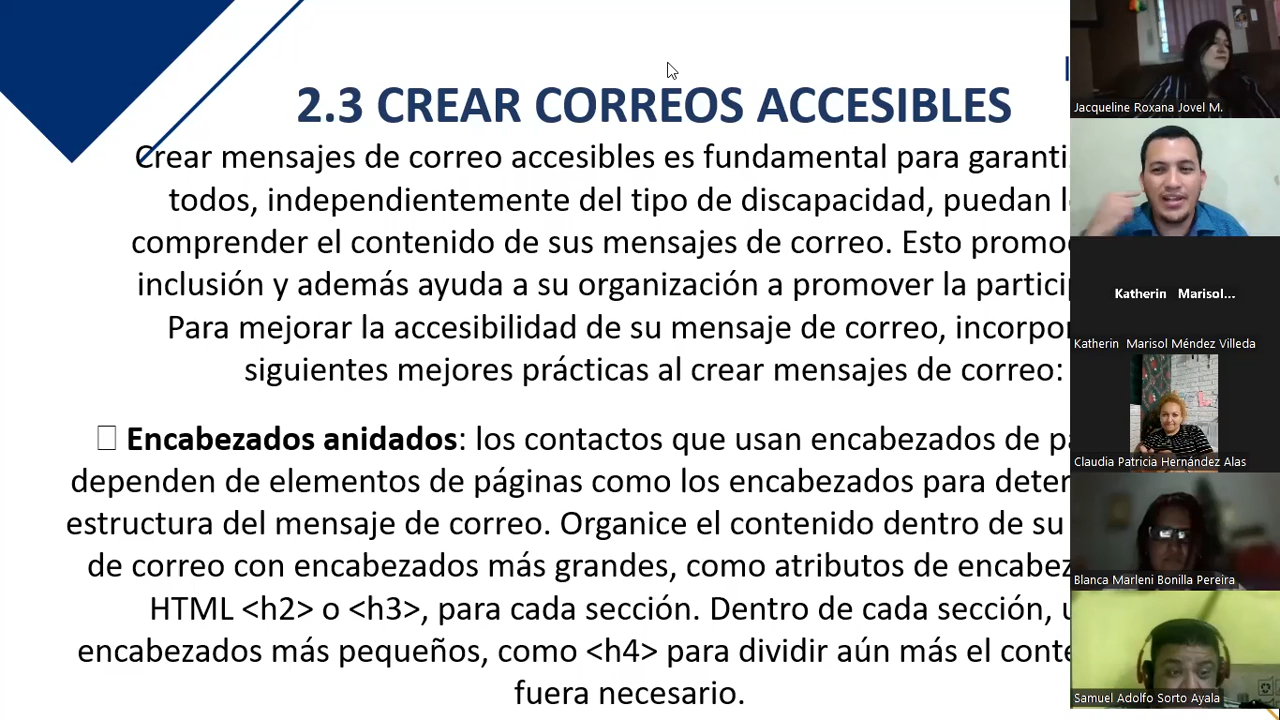 2.3 CREAR CORREOS ACCESIBLES
Crear mensajes de correo accesibles es fundamental para
todos, independientemente del tipo de discapacidad, puedan
comprender el contenido de sus mensajes de correo. Esto
inclusión y además ayuda a su organización a promover la
Para mejorar la accesibilidad de su mensaje de correo,
siguientes mejores prácticas al crear mensajes de correo:
Encabezados anidados: los contactos que usan encabezados de
dependen de elementos de páginas como los encabezados para
estructura del mensaje de correo. Organice el contenido dentro de su
de correo con encabezados más grandes, como atributos de
HTML <h2> o <h3>, para cada sección. Dentro de cada sección,
encabezados más pequeños, como <h4> para dividir aún más el
fuera necesario.
Jacqueline Roxana Jovel M.
Katherin Marisol...
Katherin Marisol Méndez Villeda
Claudia Patricia Hernández Alas
Blanca Marleni Bonilla Pereira
Samuel Adolfo Sorto Ayala